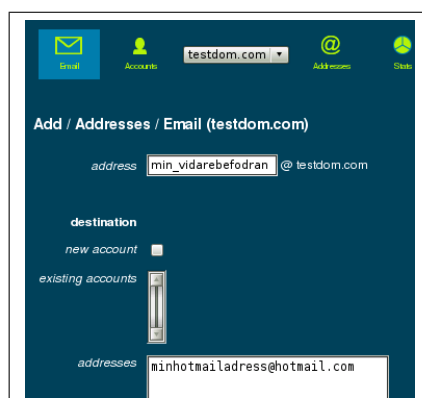 Email Accounts testdom.com Addresses Stats
Add / Addresses / Email (testdom.com)
address min_vidarebefodran @ testdom.com
destination
new account
existing accounts
addresses minhotmailadress@hotmail.com